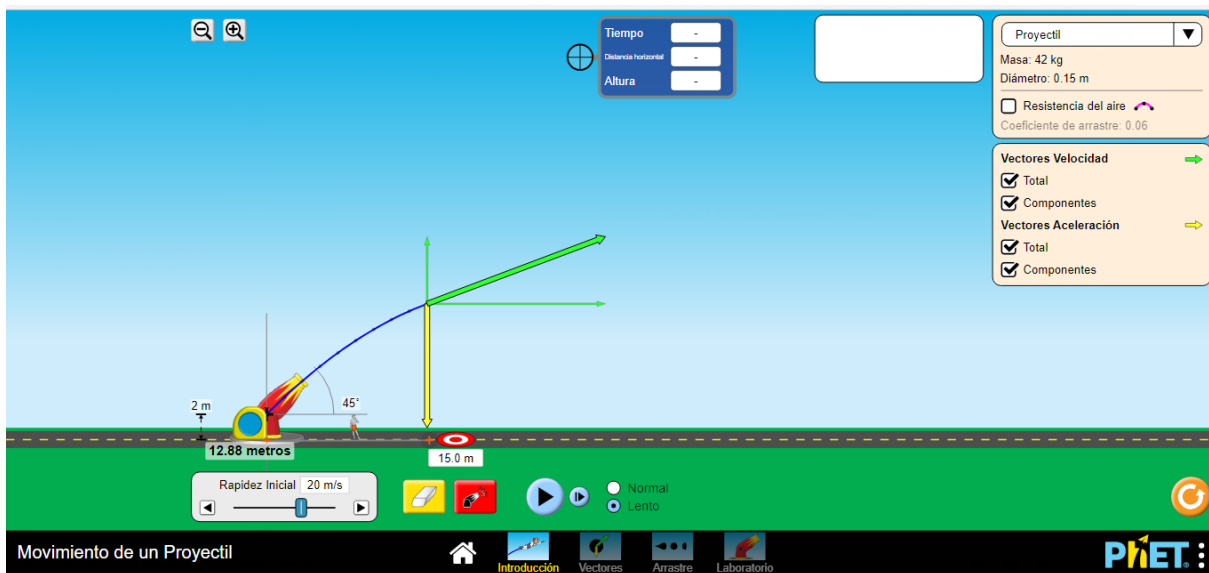 Tiempo
-
Distancia horizontal
-
Altura
-
Proyectil
Masa: 42 kg
Diámetro: 0.15 m
Resistencia del aire
Coeficiente de arrastre: 0.06
Vectores Velocidad
Total
Componentes
Vectores Aceleración
Total
Componentes
2 m
45°
12.88 metros
15.0 m
Rapidez Inicial 20 m/s
Normal
Lento
Movimiento de un Proyectil
Introducción
Vectores
Arrastre
Laboratorio
PhET